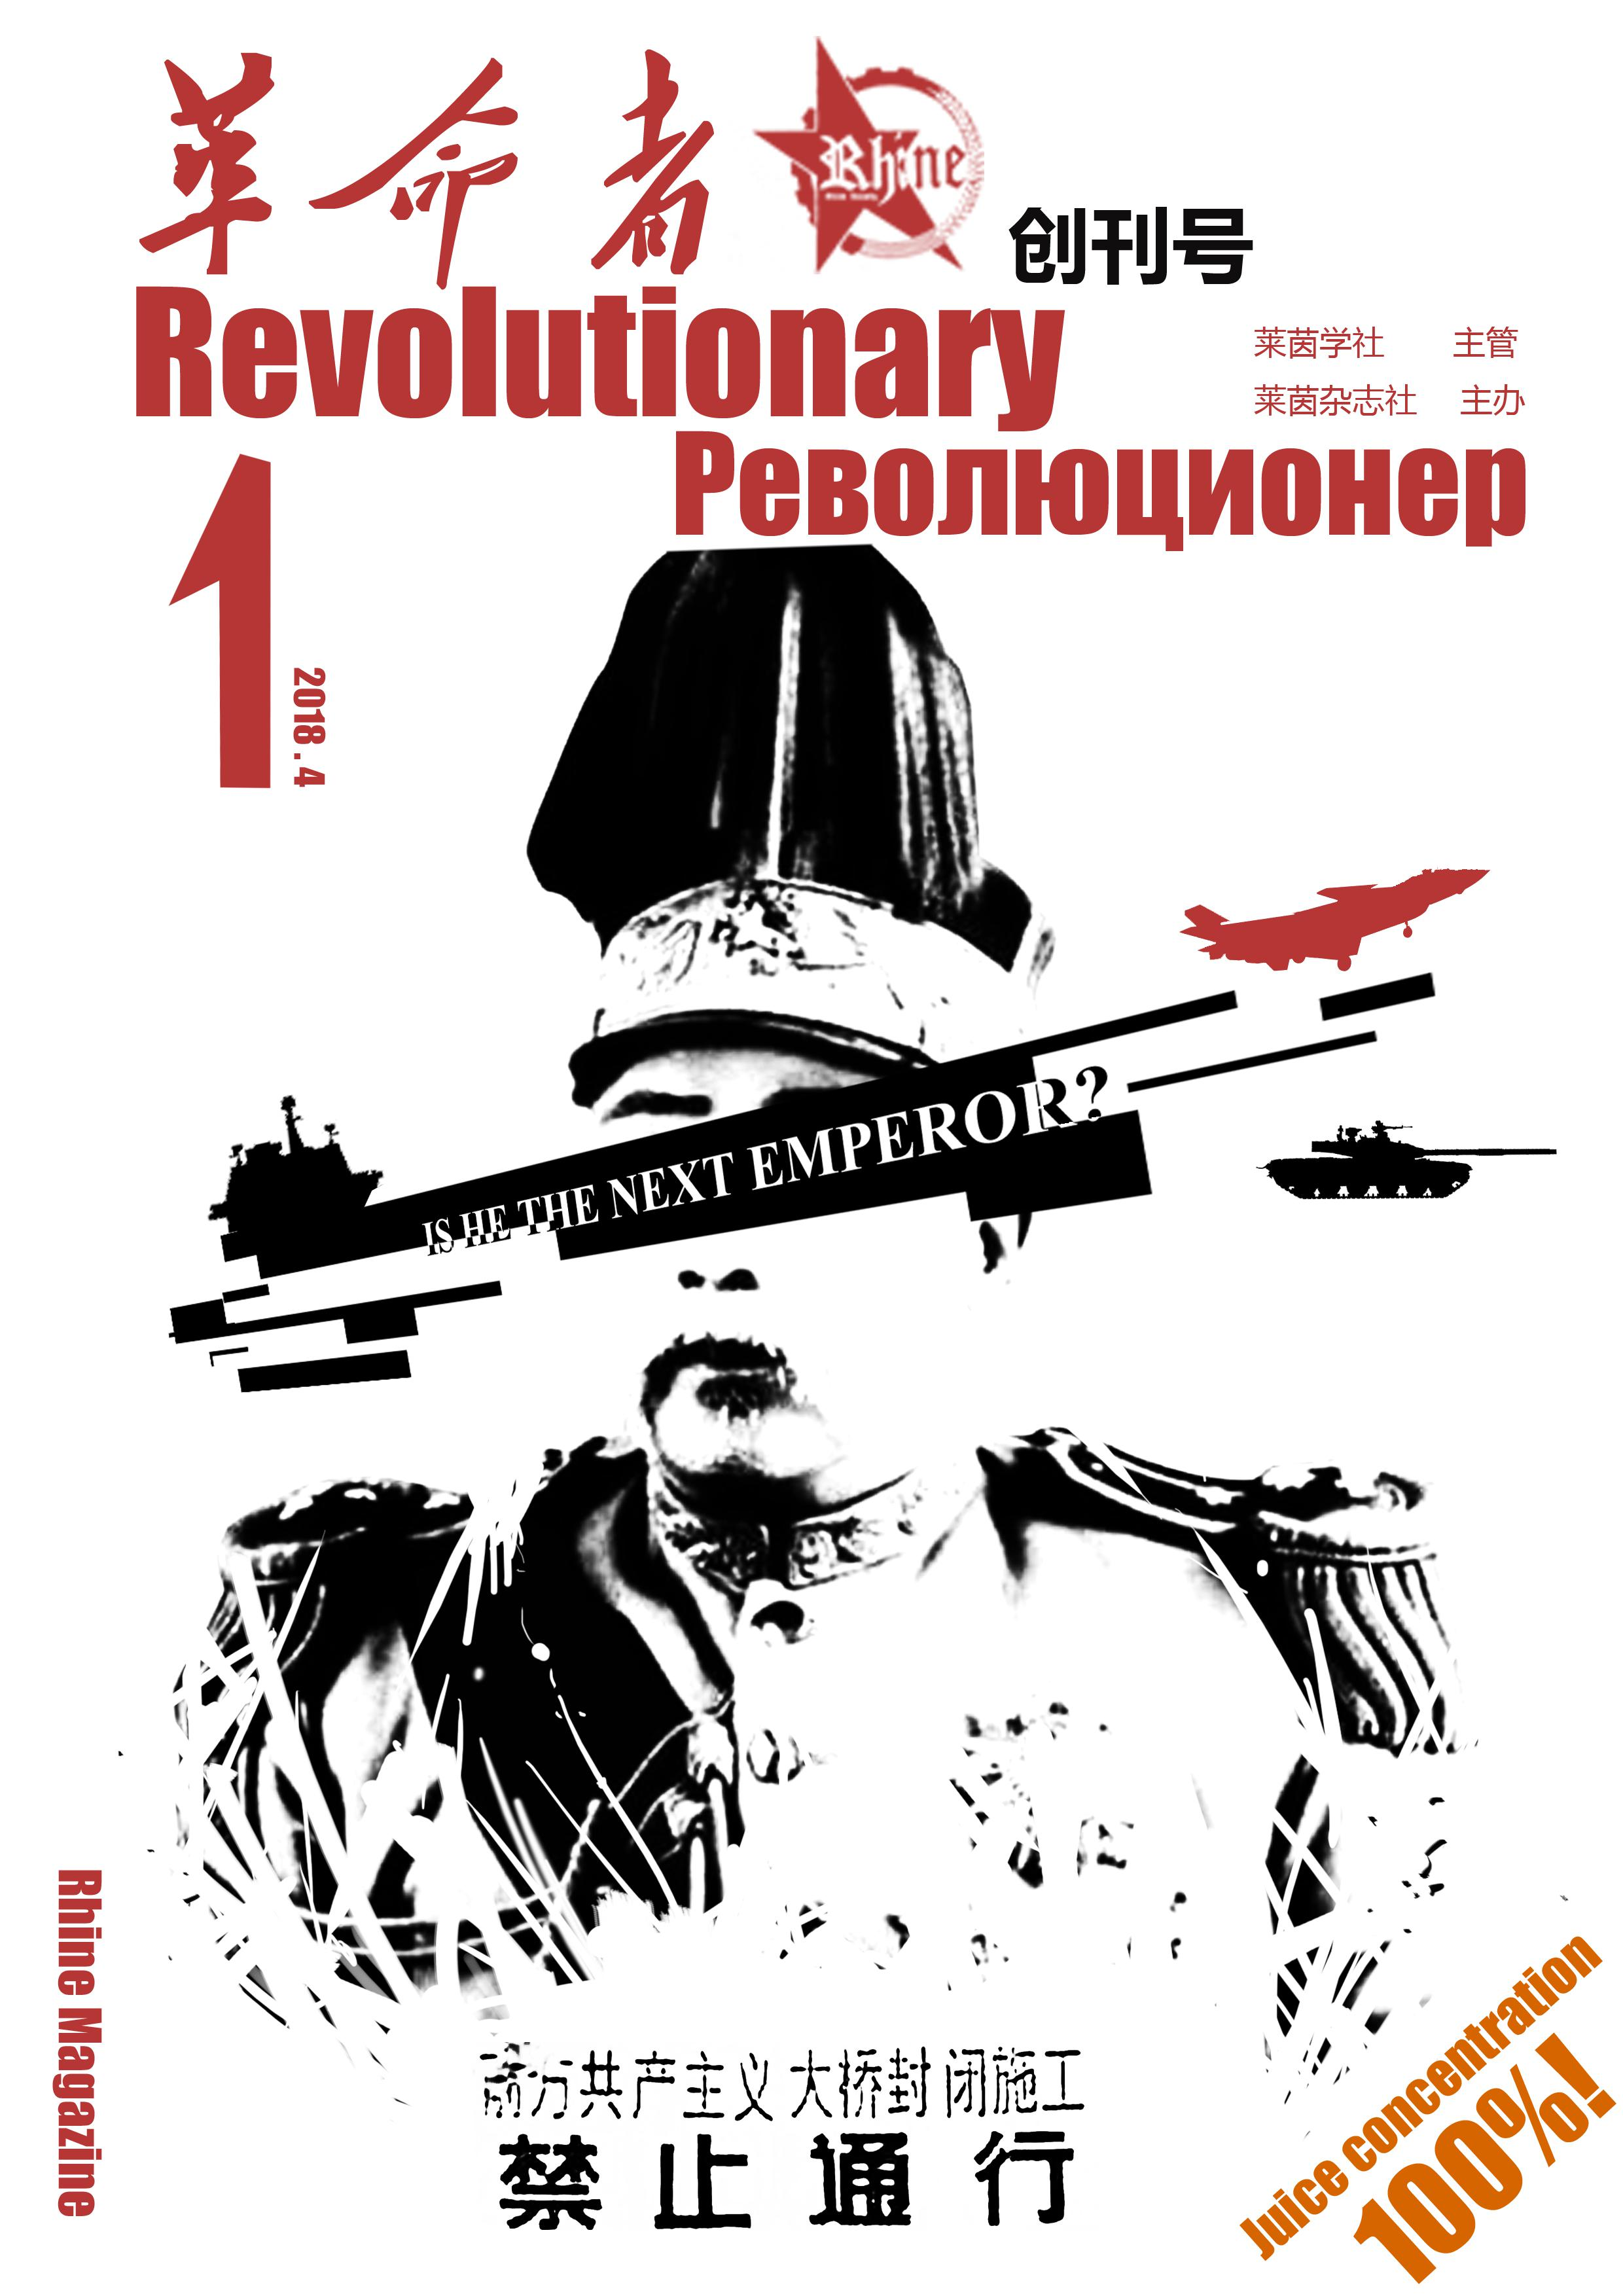 革命者
Rhine
创刊号
Revolutionary
莱茵学社 主管
莱茵杂志社 主办
Революционер
1
2018.4
IS HE THE NEXT EMPEROR?
Rhine Magazine
前方共产主义大桥封闭施工
禁止通行
Juice concentration
100%!